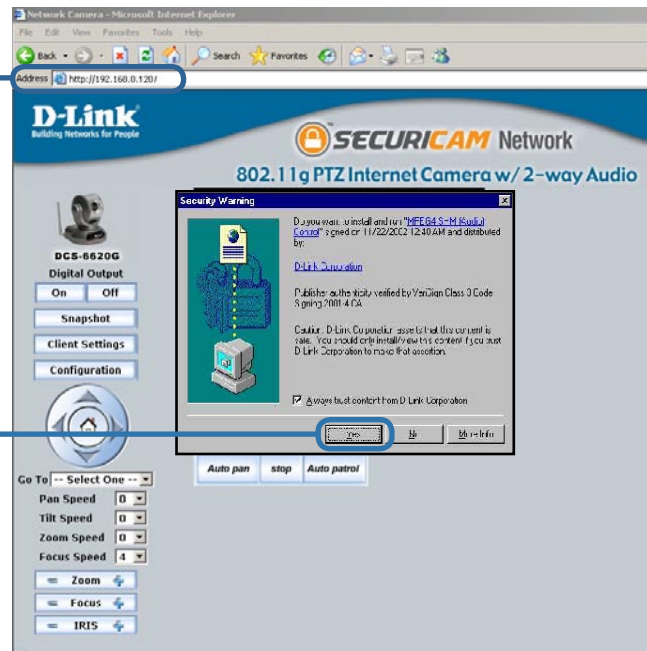 Network Camera - Microsoft Internet Explorer
File Edit View Favorites Tools Help
Back Search Favorites
Address http://192.168.0.120/
D-Link
Building Networks for People
SECURICAM Network
802.11g PTZ Internet Camera w/ 2-way Audio
DCS-6620G
Digital Output
On Off
Snapshot
Client Settings
Configuration
Go To -- Select One --
Pan Speed 0
Tilt Speed 0
Zoom Speed 0
Focus Speed 4
Zoom
Focus
IRIS
Security Warning
Do you want to install and run "MPEG4 SHM (Audio)
Control" signed on 11/22/2002 12:40 AM and distributed
by:
D-Link Corporation
Publisher authenticity verified by VeriSign Class 3 Code
Signing 2001-4 CA
Caution: D-Link Corporation asserts that this content is
safe. You should only install/view this content if you trust
D-Link Corporation to make that assertion.
Always trust content from D-Link Corporation
Yes No More Info
Auto pan stop Auto patrol